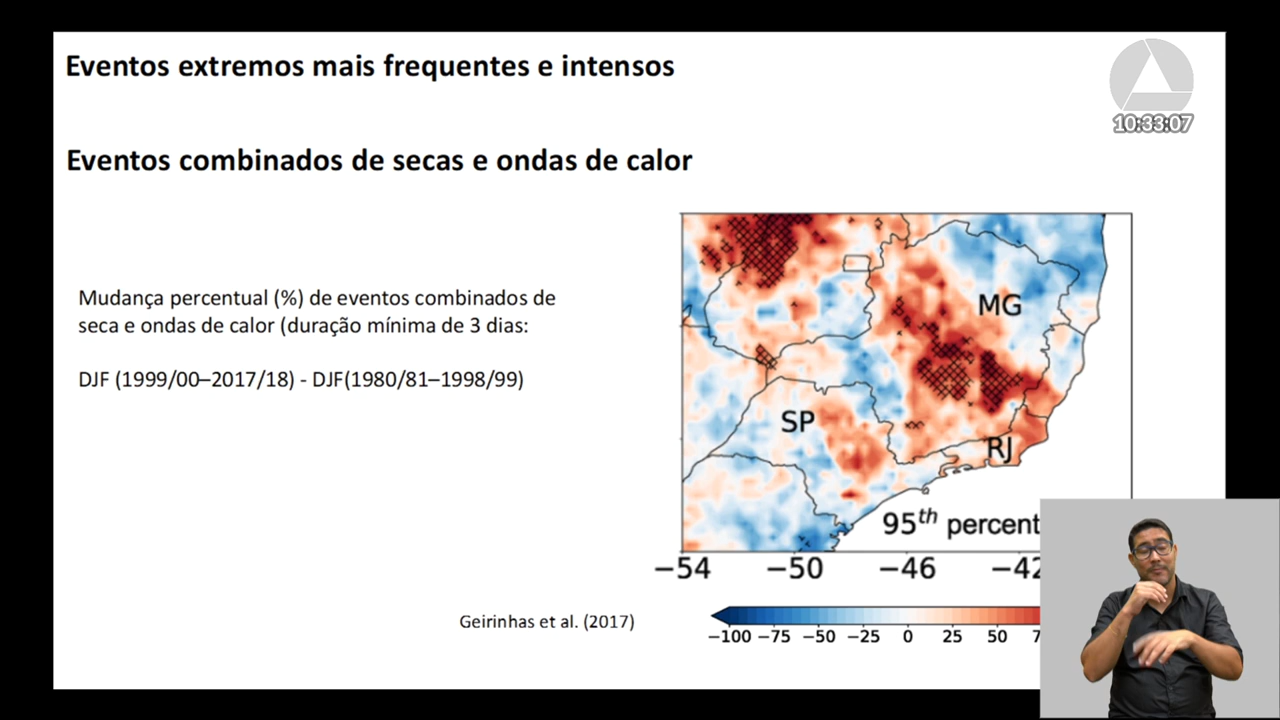 Eventos extremos mais frequentes e intensos
10:33:07
Eventos combinados de secas e ondas de calor
Mudança percentual (%) de eventos combinados de
seca e ondas de calor (duração mínima de 3 dias:
DJF (1999/00–2017/18) - DJF(1980/81–1998/99)
MG
SP
RJ
95th percent
−54 −50 −46 −42
Geirinhas et al. (2017)
−100 −75 −50 −25 0 25 50